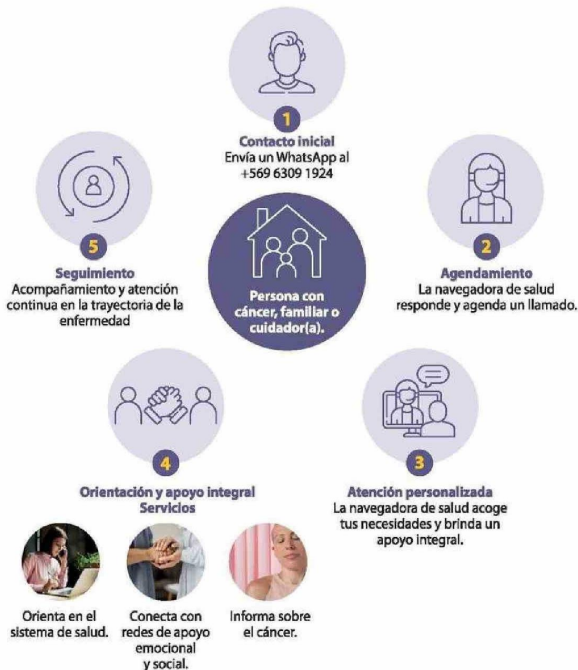 1
Contacto inicial
Envía un WhatsApp al
+569 6309 1924
2
Agendamiento
La navegadora de salud
responde y agenda un llamado.
3
Atención personalizada
La navegadora de salud acoge
tus necesidades y brinda un
apoyo integral.
4
Orientación y apoyo integral
Servicios
Orienta en el
sistema de salud.
Conecta con
redes de apoyo
emocional
y social.
Informa sobre
el cáncer.
5
Seguimiento
Acompañamiento y atención
continua en la trayectoria de la
enfermedad
Persona con
cáncer, familiar o
cuidador(a).